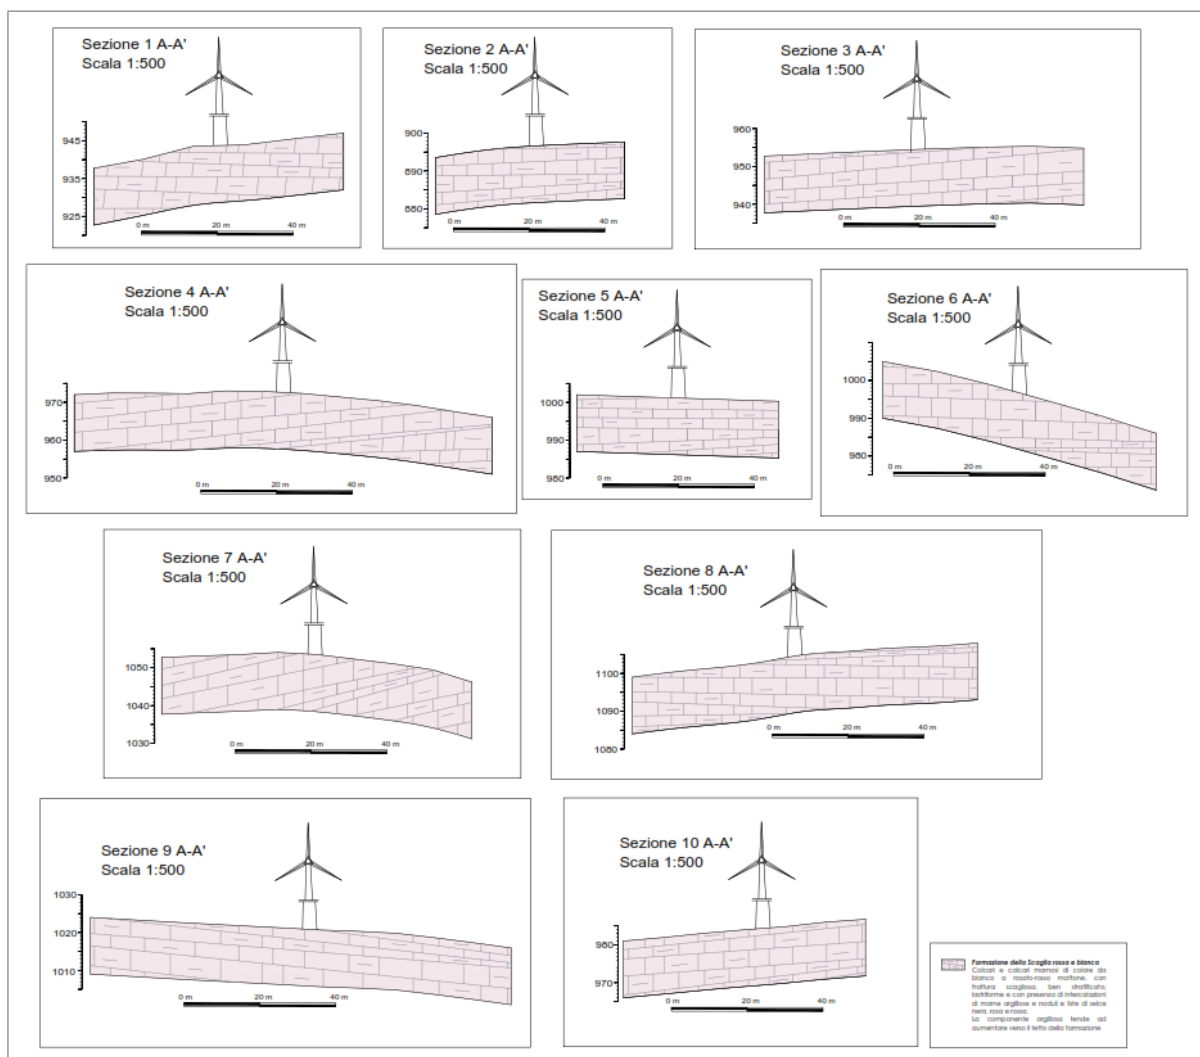 Sezione 1 A-A'
Scala 1:500
945
935
925
0 m 20 m 40 m
Sezione 2 A-A'
Scala 1:500
900
890
880
0 m 20 m 40 m
Sezione 3 A-A'
Scala 1:500
960
950
940
0 m 20 m 40 m
Sezione 4 A-A'
Scala 1:500
970
960
950
0 m 20 m 40 m
Sezione 5 A-A'
Scala 1:500
1000
990
980
0 m 20 m 40 m
Sezione 6 A-A'
Scala 1:500
1000
990
980
0 m 20 m 40 m
Sezione 7 A-A'
Scala 1:500
1050
1040
1030
0 m 20 m 40 m
Sezione 8 A-A'
Scala 1:500
1100
1090
1080
0 m 20 m 40 m
Sezione 9 A-A'
Scala 1:500
1030
1020
1010
0 m 20 m 40 m
Sezione 10 A-A'
Scala 1:500
980
970
0 m 20 m 40 m
Formazione della Scaglia rossa e bianca
Calcari e calcari marnosi di colore da
bianco a rosato-rosso mattone, con
frattura scagliosa, ben stratificato,
lastriforme e con presenza di intercalazioni
di marne argillose e noduli e liste di selce
nera, rosa e rossa.
La componente argillosa tende ad
aumentare verso il tetto della formazione